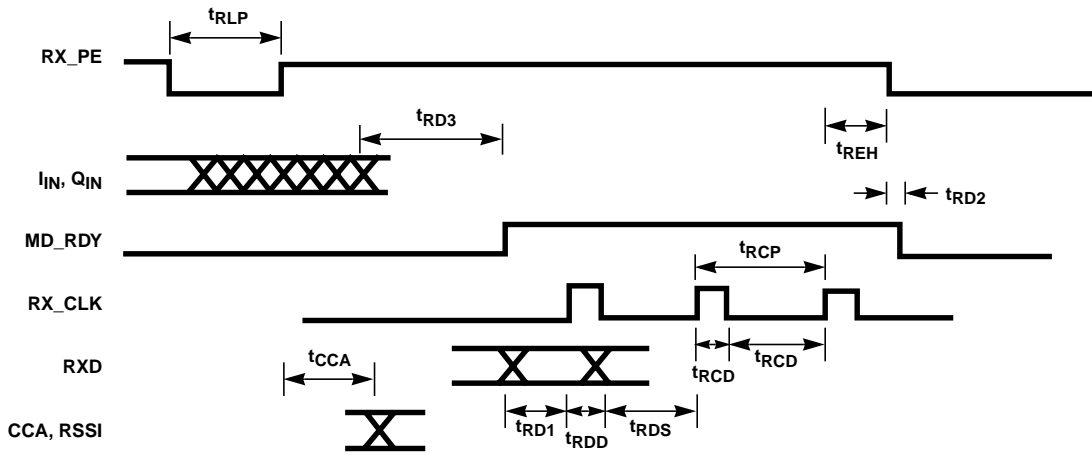 tRLP
RX_PE
tRD3
tREH
IIN, QIN
tRD2
MD_RDY
tRCP
RX_CLK
tCCA
RXD
tRCD
tRCD
tRD1
tRDD
tRDS
CCA, RSSI